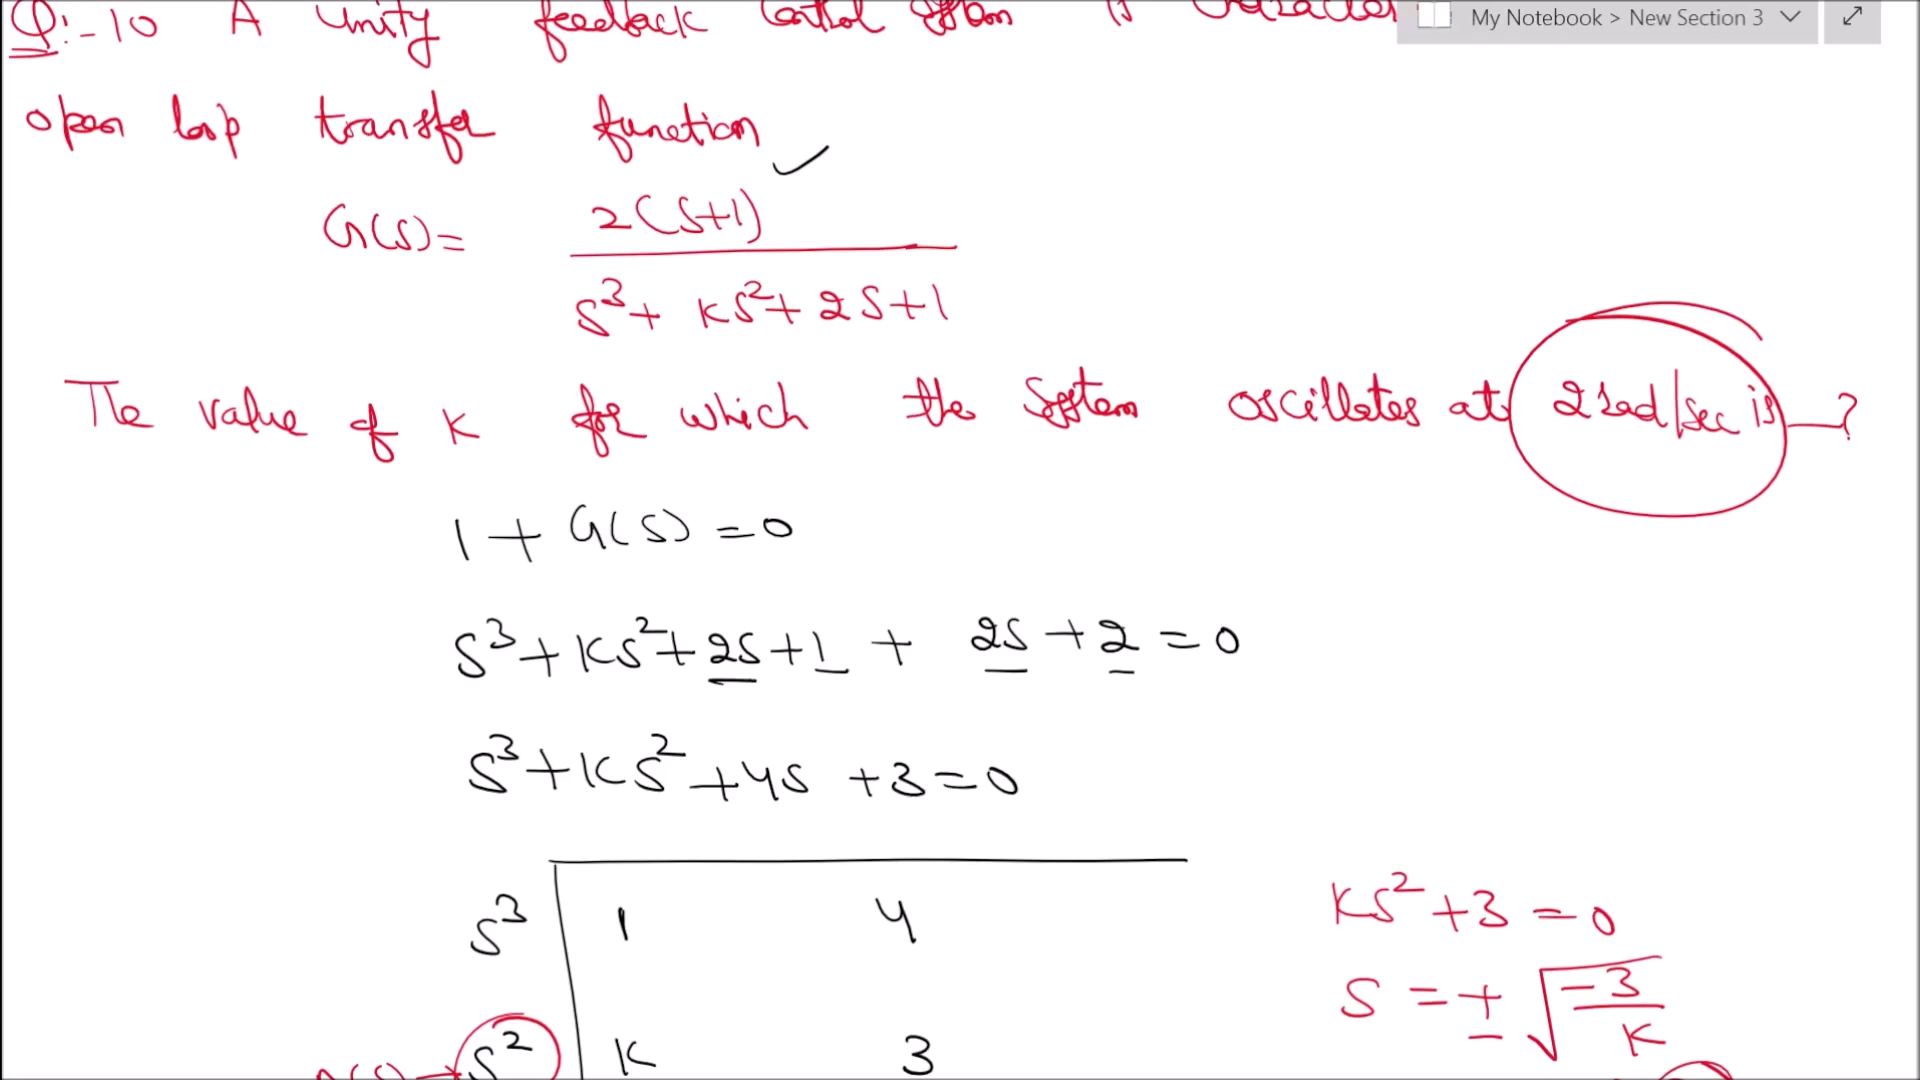 Q:-10 A unity feedback control system is
My Notebook > New Section 3
open loop transfer function
G(S)= 2(S+1)
S³+ KS²+ 2S+1
The value of K for which the system oscillates at 2 rad/sec is ?
1 + G(S) = 0
S³+KS²+2S+1 + 2S+2=0
S³+KS²+4S+3=0
S³ 1 4
KS²+3=0
S = ± √-3/K
S² K 3